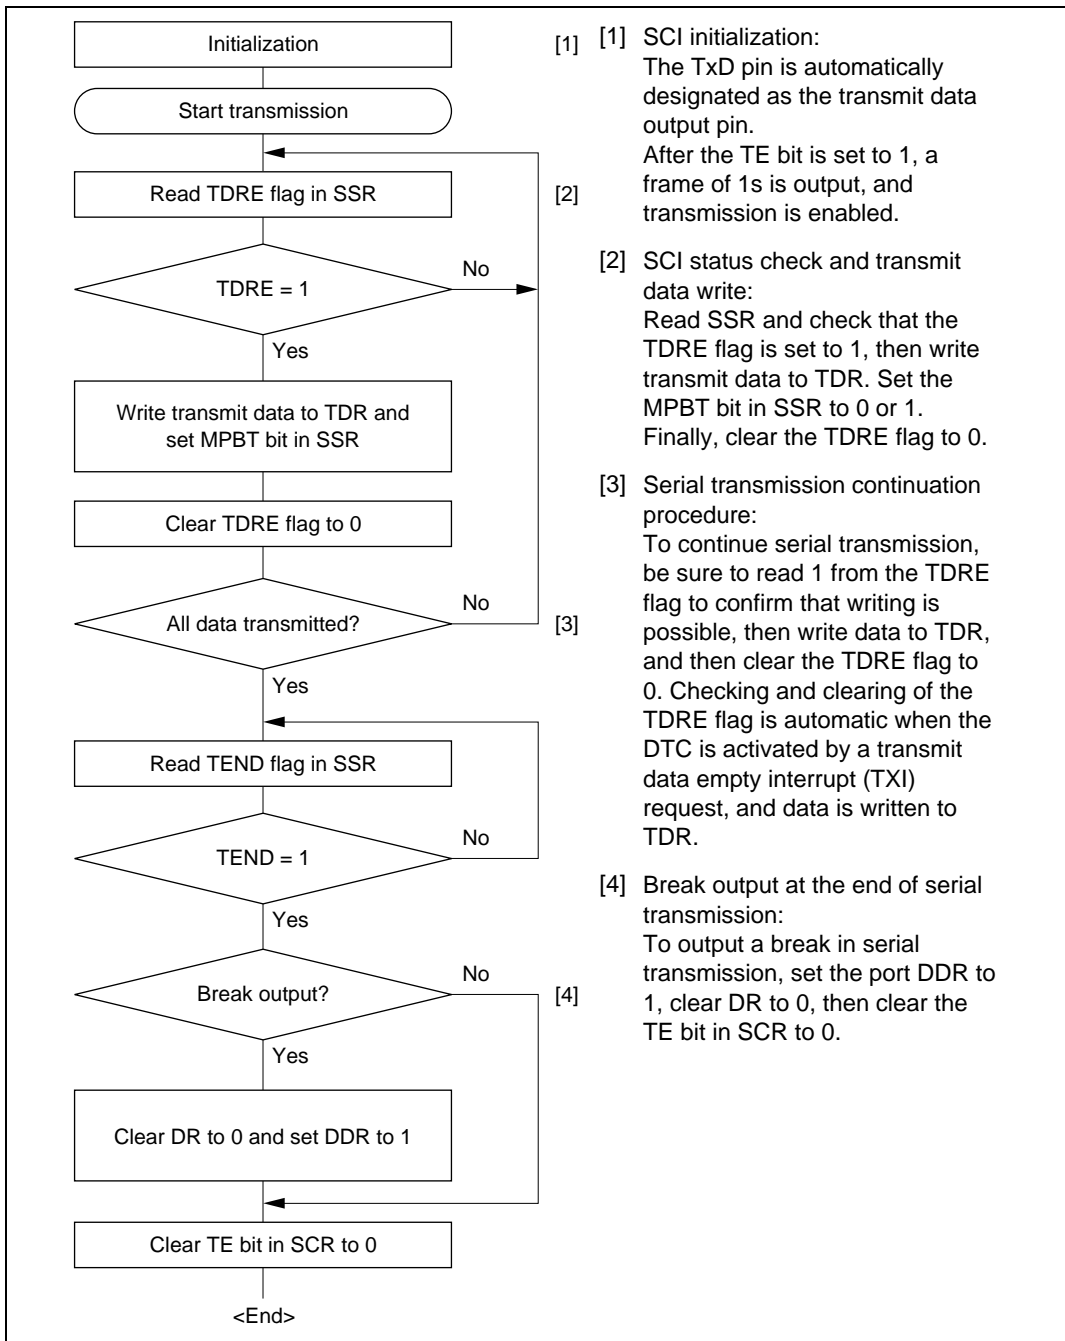 Initialization
[1]
Start transmission
Read TDRE flag in SSR
[2]
TDRE = 1
No
Yes
Write transmit data to TDR and
set MPBT bit in SSR
Clear TDRE flag to 0
All data transmitted?
No
[3]
Yes
Read TEND flag in SSR
TEND = 1
No
Yes
Break output?
No
[4]
Yes
Clear DR to 0 and set DDR to 1
Clear TE bit in SCR to 0
<End>
[1] SCI initialization:
The TxD pin is automatically
designated as the transmit data
output pin.
After the TE bit is set to 1, a
frame of 1s is output, and
transmission is enabled.
[2] SCI status check and transmit
data write:
Read SSR and check that the
TDRE flag is set to 1, then write
transmit data to TDR. Set the
MPBT bit in SSR to 0 or 1.
Finally, clear the TDRE flag to 0.
[3] Serial transmission continuation
procedure:
To continue serial transmission,
be sure to read 1 from the TDRE
flag to confirm that writing is
possible, then write data to TDR,
and then clear the TDRE flag to
0. Checking and clearing of the
TDRE flag is automatic when the
DTC is activated by a transmit
data empty interrupt (TXI)
request, and data is written to
TDR.
[4] Break output at the end of serial
transmission:
To output a break in serial
transmission, set the port DDR to
1, clear DR to 0, then clear the
TE bit in SCR to 0.